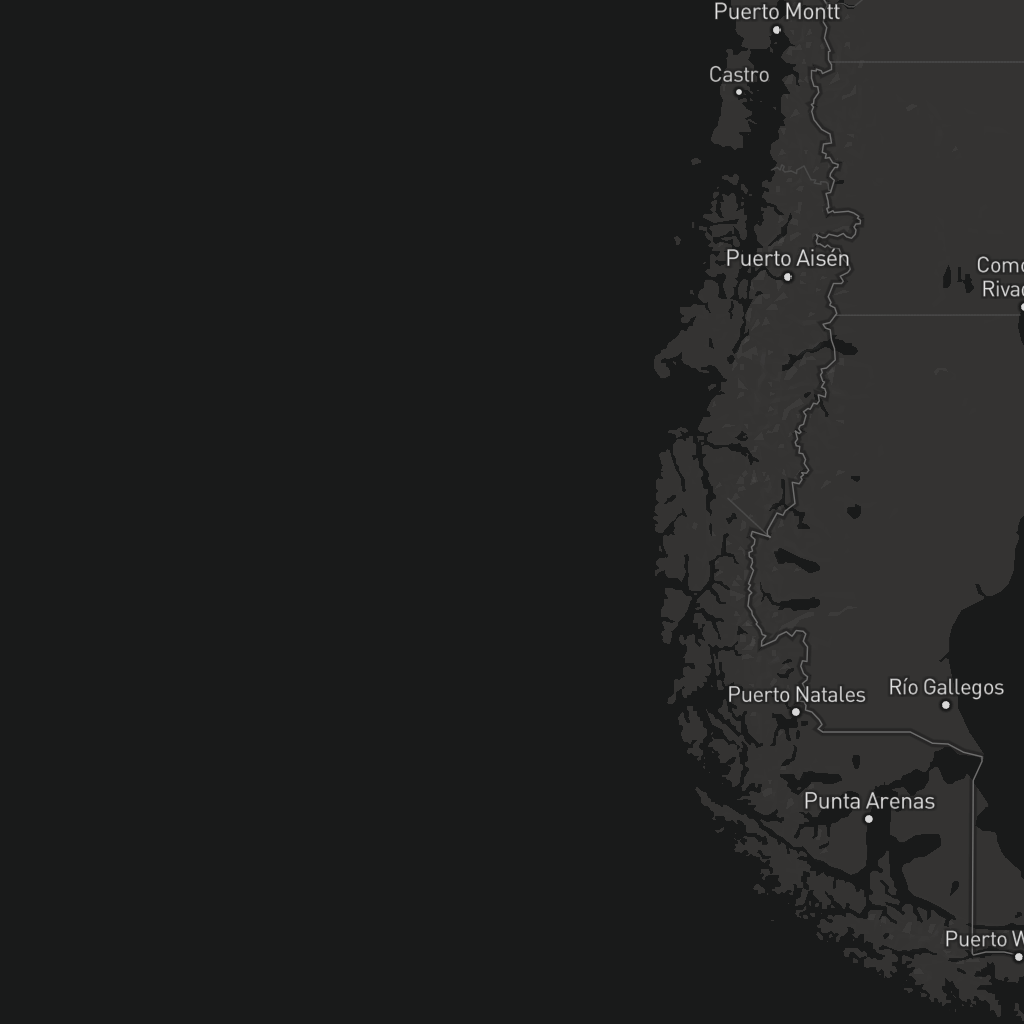 Puerto Montt
Castro
Puerto Aisén
Como
Rivad
Puerto Natales
Río Gallegos
Punta Arenas
Puerto W